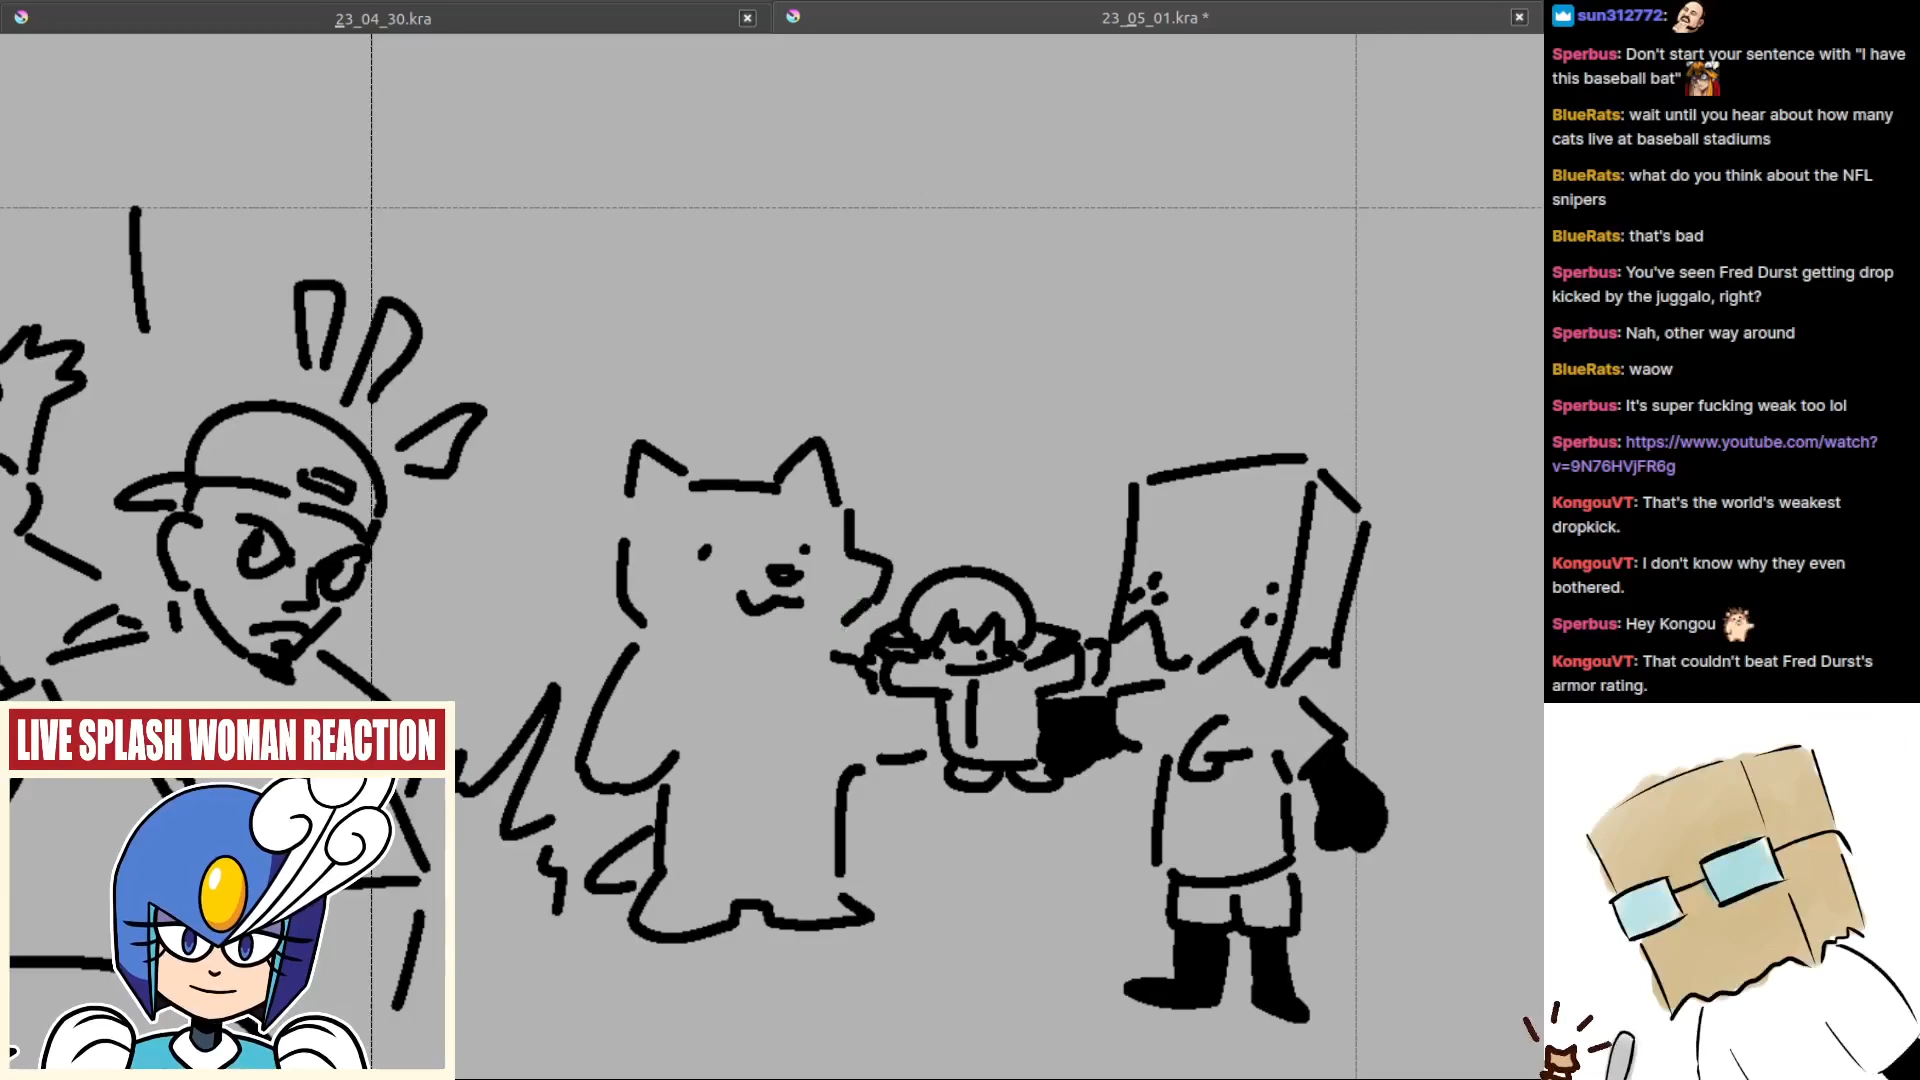 23_04_30.kra
23_05_01.kra *
sun312772:
Sperbus: Don't start your sentence with "I have
this baseball bat"
BlueRats: wait until you hear about how many
cats live at baseball stadiums
BlueRats: what do you think about the NFL
snipers
BlueRats: that's bad
Sperbus: You've seen Fred Durst getting drop
kicked by the juggalo, right?
Sperbus: Nah, other way around
BlueRats: waow
Sperbus: It's super fucking weak too lol
Sperbus: https://www.youtube.com/watch?
v=9N76HVjFR6g
KongouVT: That's the world's weakest
dropkick.
KongouVT: I don't know why they even
bothered.
Sperbus: Hey Kongou
KongouVT: That couldn't beat Fred Durst's
armor rating.
G
LIVE SPLASH WOMAN REACTION